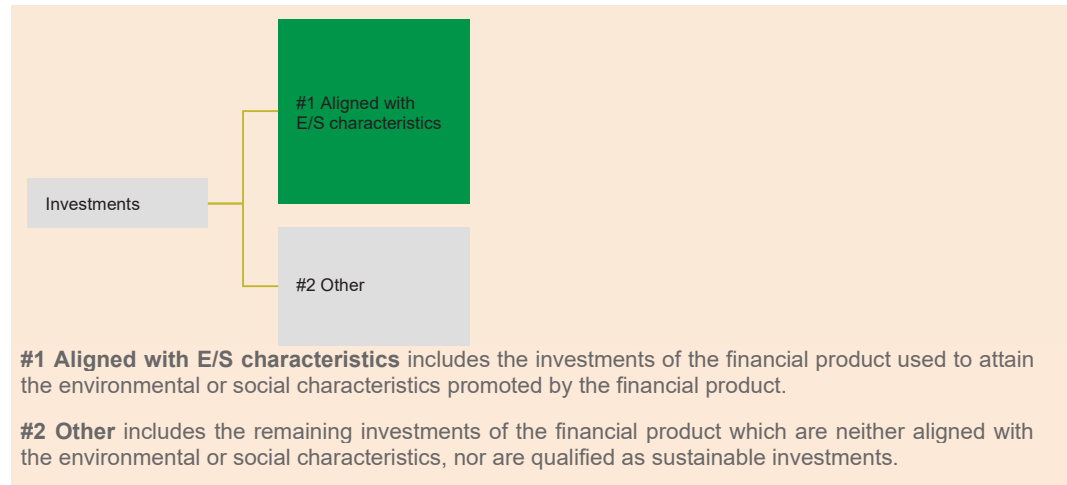 #1 Aligned with
E/S characteristics
Investments
#2 Other
#1 Aligned with E/S characteristics includes the investments of the financial product used to attain
the environmental or social characteristics promoted by the financial product.
#2 Other includes the remaining investments of the financial product which are neither aligned with
the environmental or social characteristics, nor are qualified as sustainable investments.